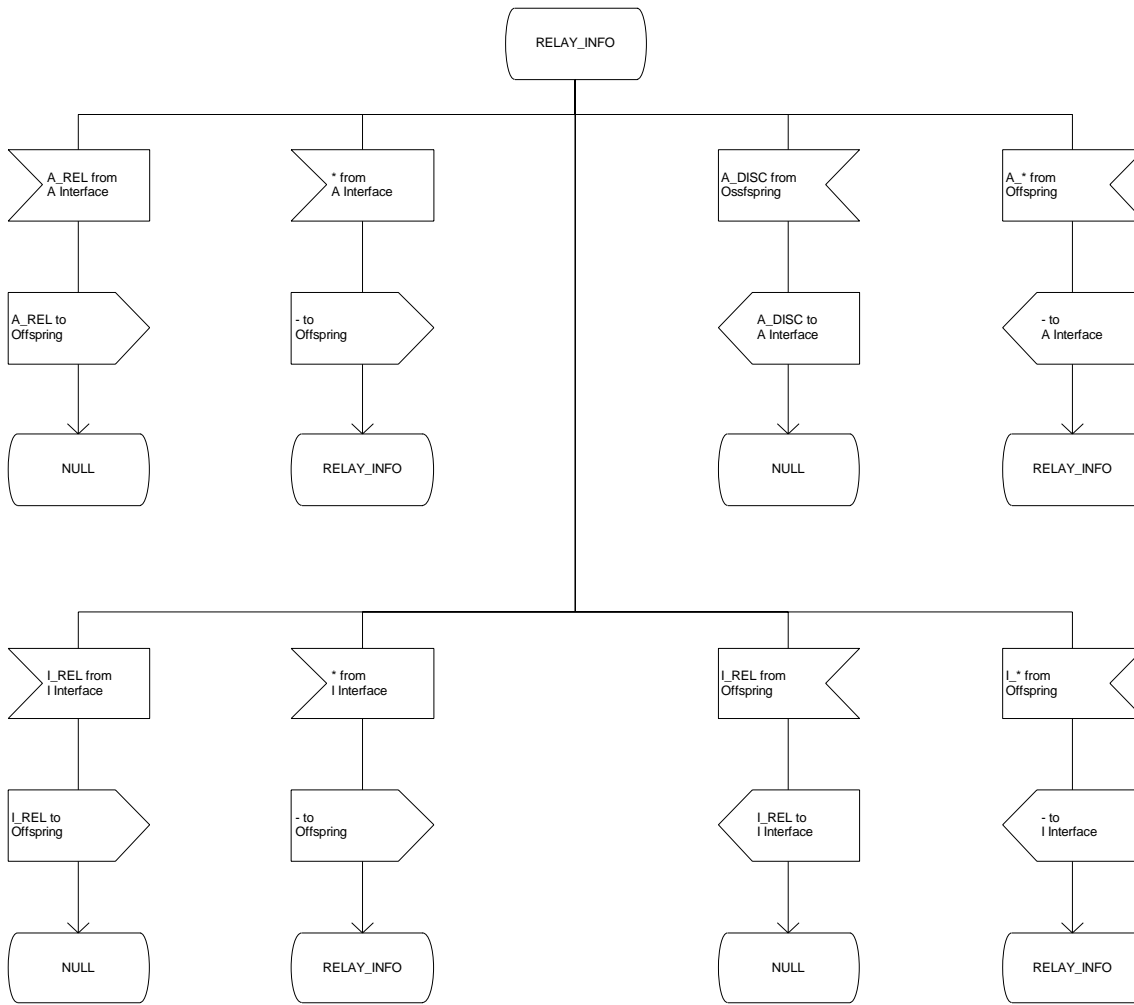 RELAY_INFO
A_REL from
A Interface
* from
A Interface
A_DISC from
Ossfspring
A_* from
Offspring
A_REL to
Offspring
- to
Offspring
A_DISC to
A Interface
- to
A Interface
NULL
RELAY_INFO
NULL
RELAY_INFO
I_REL from
I Interface
* from
I Interface
I_REL from
Offspring
I_* from
Offspring
I_REL to
Offspring
- to
Offspring
I_REL to
I Interface
- to
I Interface
NULL
RELAY_INFO
NULL
RELAY_INFO